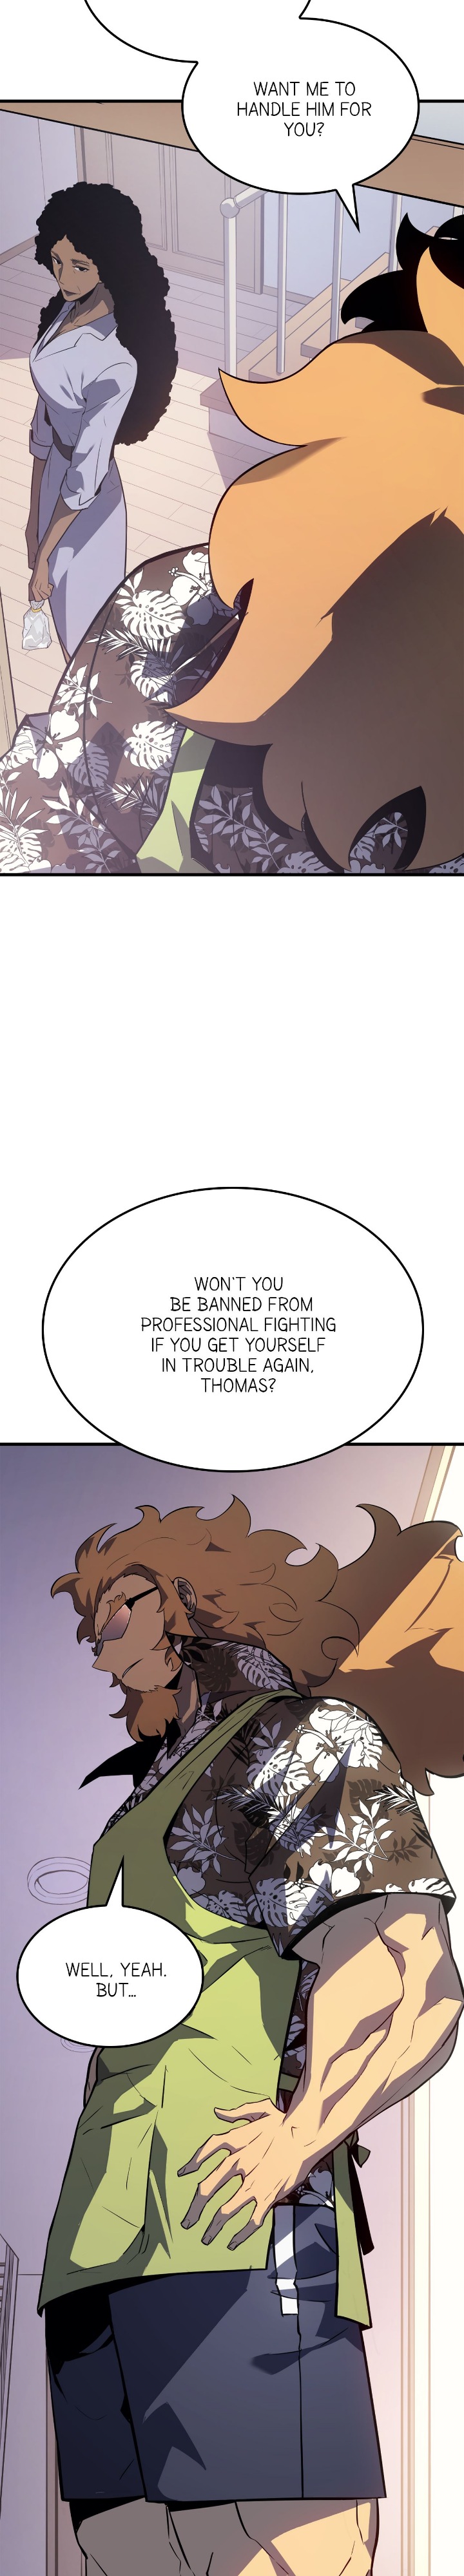 WANT ME TO
HANDLE HIM FOR
YOU?
WON'T YOU
BE BANNED FROM
PROFESSIONAL FIGHTING
IF YOU GET YOURSELF
IN TROUBLE AGAIN,
THOMAS?
WELL, YEAH.
BUT...